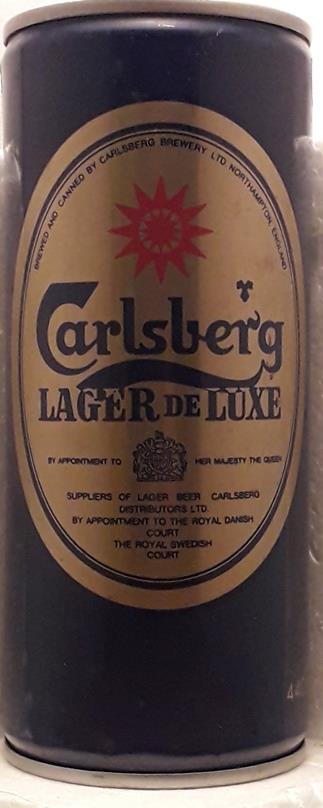 BREWED AND CANNED BY CARLSBERG BREWERY LTD NORTHAMPTON, ENGLAND
Carlsberg
LAGER DE LUXE
BY APPOINTMENT TO HER MAJESTY THE QUEEN
SUPPLIERS OF LAGER BEER CARLSBERG
DISTRIBUTORS LTD.
BY APPOINTMENT TO THE ROYAL DANISH
COURT
THE ROYAL SWEDISH
COURT